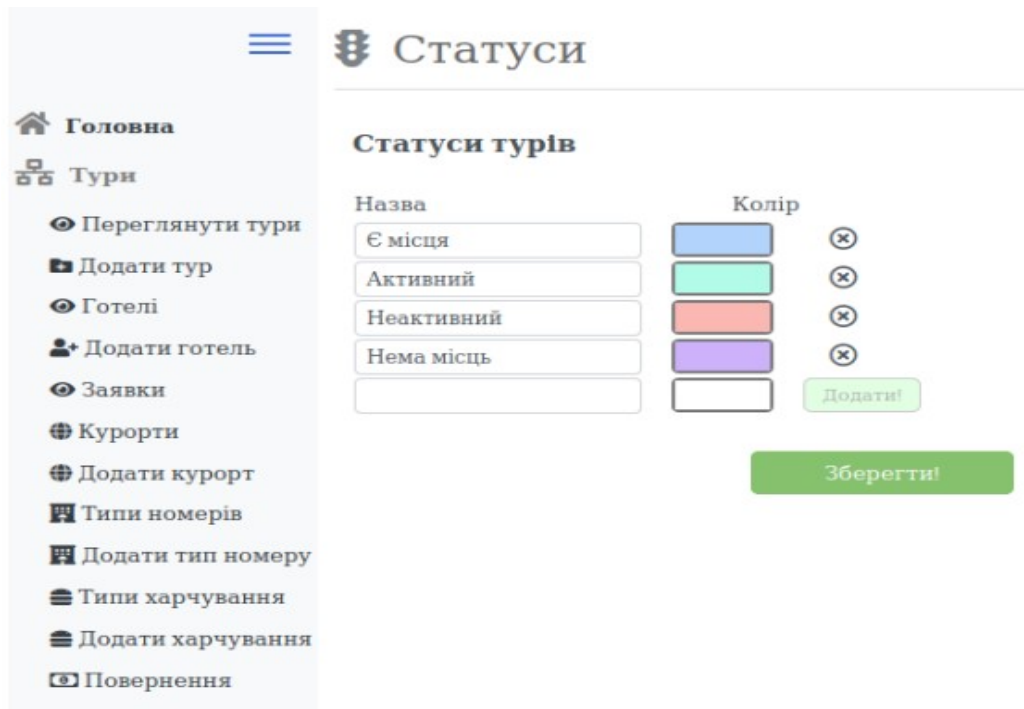 Статуси
Головна
Тури
Переглянути тури
Додати тур
Готелі
Додати готель
Заявки
Курорти
Додати курорт
Типи номерів
Додати тип номеру
Типи харчування
Додати харчування
Повернення
Статуси турів
Назва Колір
Є місця
Активний
Неактивний
Нема місць
Додати!
Зберегти!